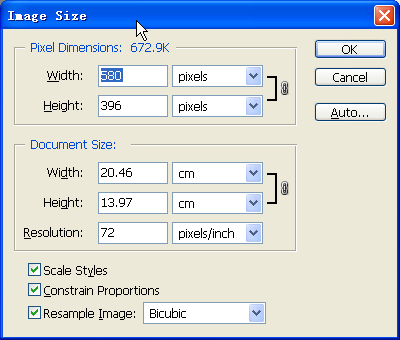 Image Size
Pixel Dimensions: 672.9K
OK
Width: 580 pixels
Cancel
Height: 396 pixels
Auto...
Document Size:
Width: 20.46 cm
Height: 13.97 cm
Resolution: 72 pixels/inch
Scale Styles
Constrain Proportions
Resample Image: Bicubic